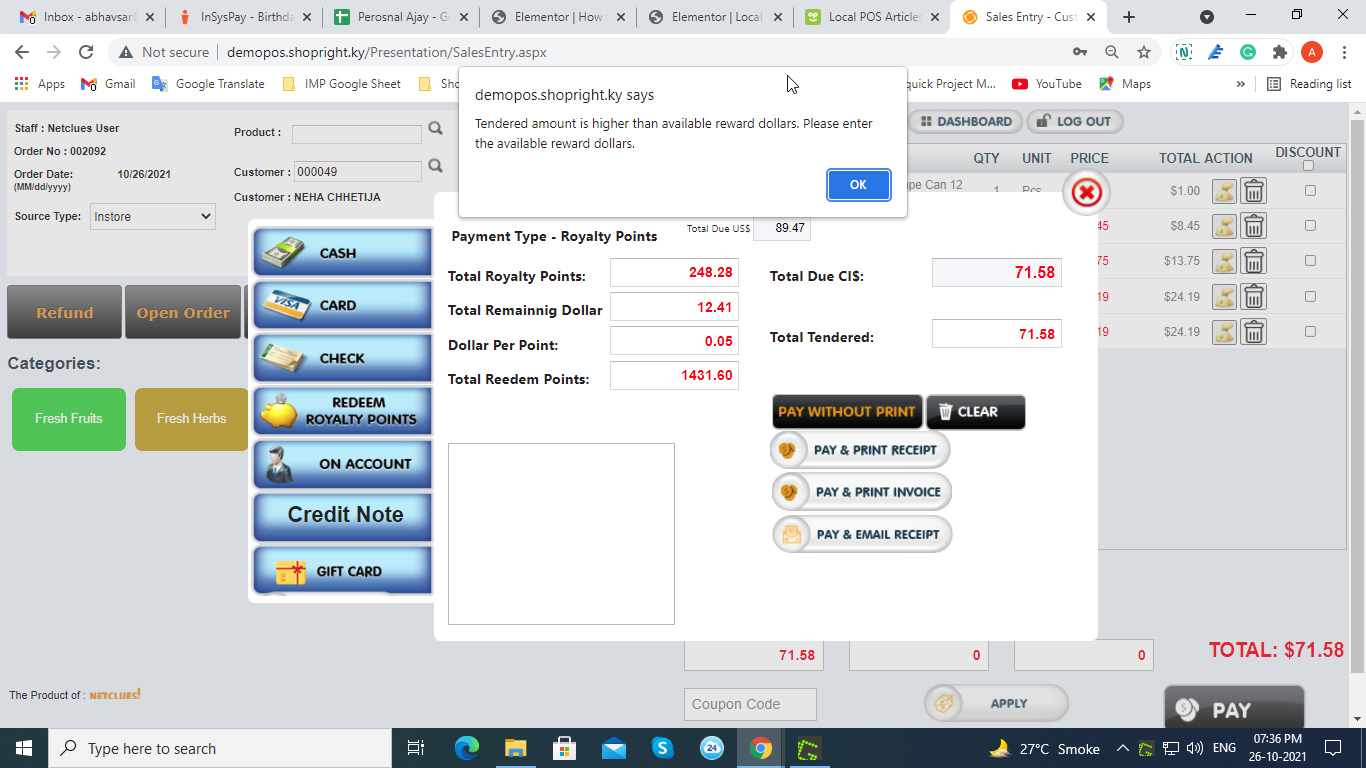 Inbox - abhavsar@
InSysPay - Birthda
Perosnal Ajay - G
Elementor | How
Elementor | Local
Local POS Articles
Sales Entry - Cust
Not secure
demopos.shopright.ky/Presentation/SalesEntry.aspx
A
Apps
Gmail
Google Translate
IMP Google Sheet
quick Project M...
YouTube
Maps
»
Reading list
demopos.shopright.ky says
Tendered amount is higher than available reward dollars. Please enter
the available reward dollars.
OK
Staff : Netclues User
Order No : 002092
Order Date:
10/26/2021
(MM/dd/yyyy)
Source Type:
Instore
Product :
Customer :
000049
Customer : NEHA CHHETIJA
DASHBOARD
LOG OUT
QTY
UNIT
PRICE
TOTAL
ACTION
DISCOUNT
pe Can 12
1
Pcs
$1.00
45
$8.45
75
$13.75
19
$24.19
19
$24.19
Refund
Open Order
Categories:
Fresh Fruits
Fresh Herbs
CASH
VISA
CARD
CHECK
REDEEM
ROYALTY POINTS
ON ACCOUNT
Credit Note
GIFT CARD
Payment Type - Royalty Points
Total Due US$
89.47
Total Royalty Points:
248.28
Total Remainnig Dollar
12.41
Dollar Per Point:
0.05
Total Reedem Points:
1431.60
Total Due CI$:
71.58
Total Tendered:
71.58
PAY WITHOUT PRINT
CLEAR
PAY & PRINT RECEIPT
PAY & PRINT INVOICE
PAY & EMAIL RECEIPT
71.58
0
0
TOTAL: $71.58
The Product of : NETCLUES!
Coupon Code
APPLY
PAY
Type here to search
24
27°C Smoke
ENG
07:36 PM
26-10-2021